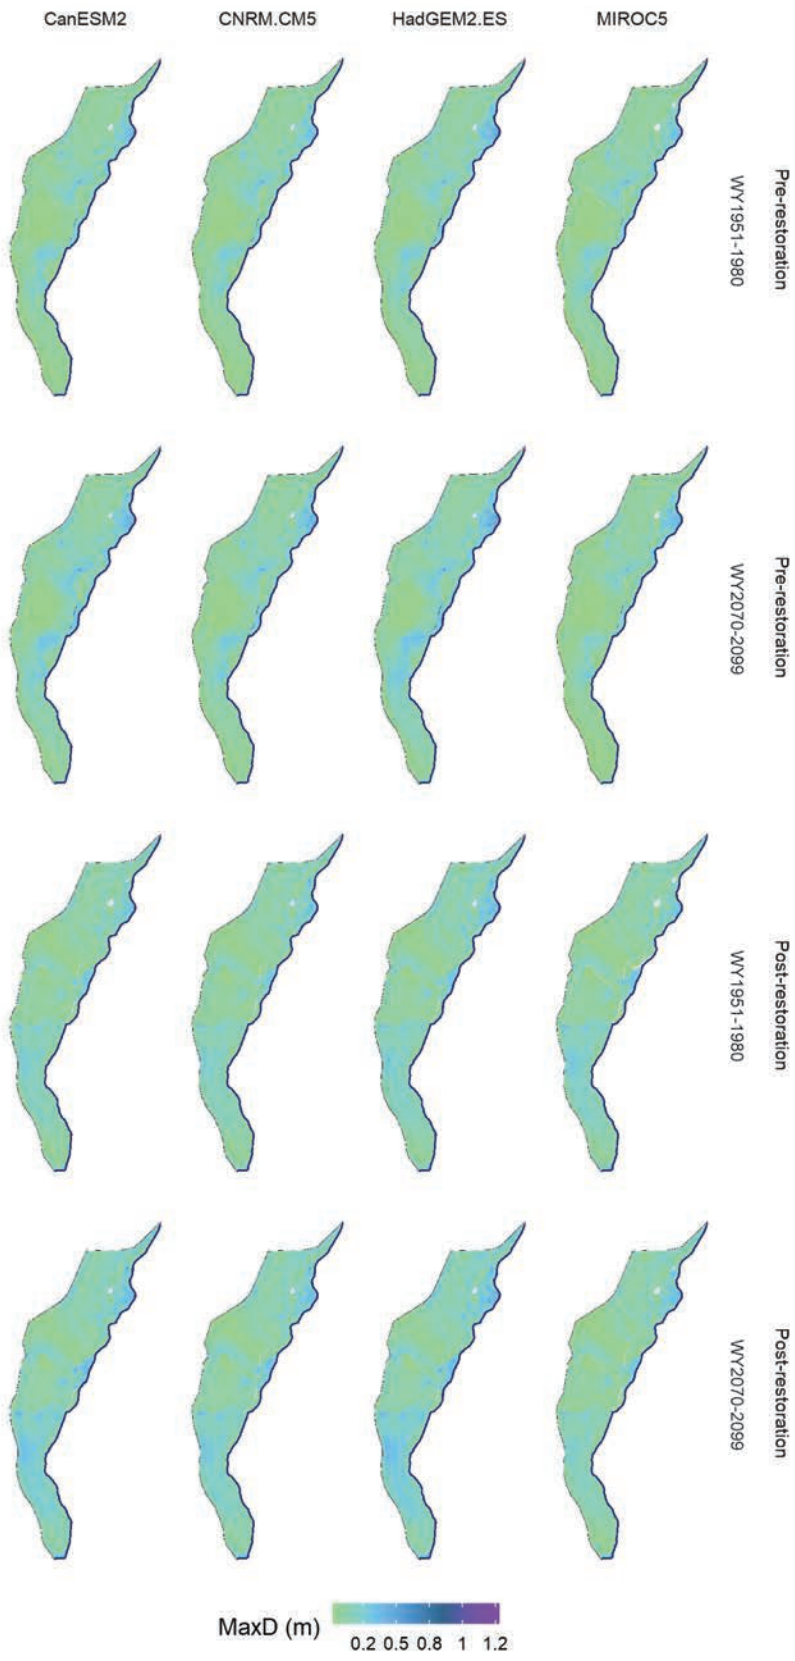 CanESM2 CNRM.CM5 HadGEM2.ES MIROC5
Pre-restoration
WY1951-1980
Pre-restoration
WY2070-2099
Post-restoration
WY1951-1980
Post-restoration
WY2070-2099
MaxD (m)
0.2 0.5 0.8 1 1.2